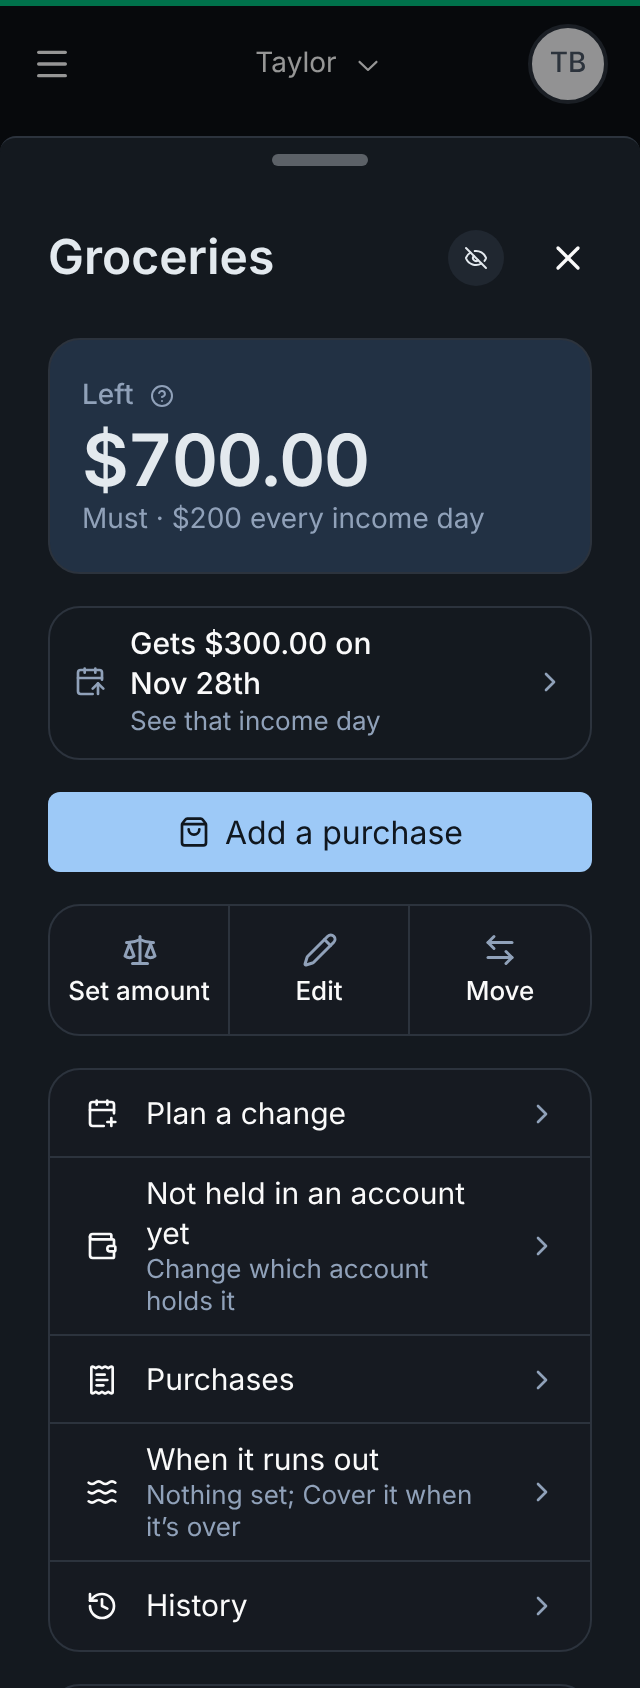 Taylor
TB
Groceries
Left
$700.00
Must · $200 every income day
Gets $300.00 on
Nov 28th
See that income day
Add a purchase
Set amount
Edit
Move
Plan a change
Not held in an account
yet
Change which account
holds it
Purchases
When it runs out
Nothing set; Cover it when
it’s over
History